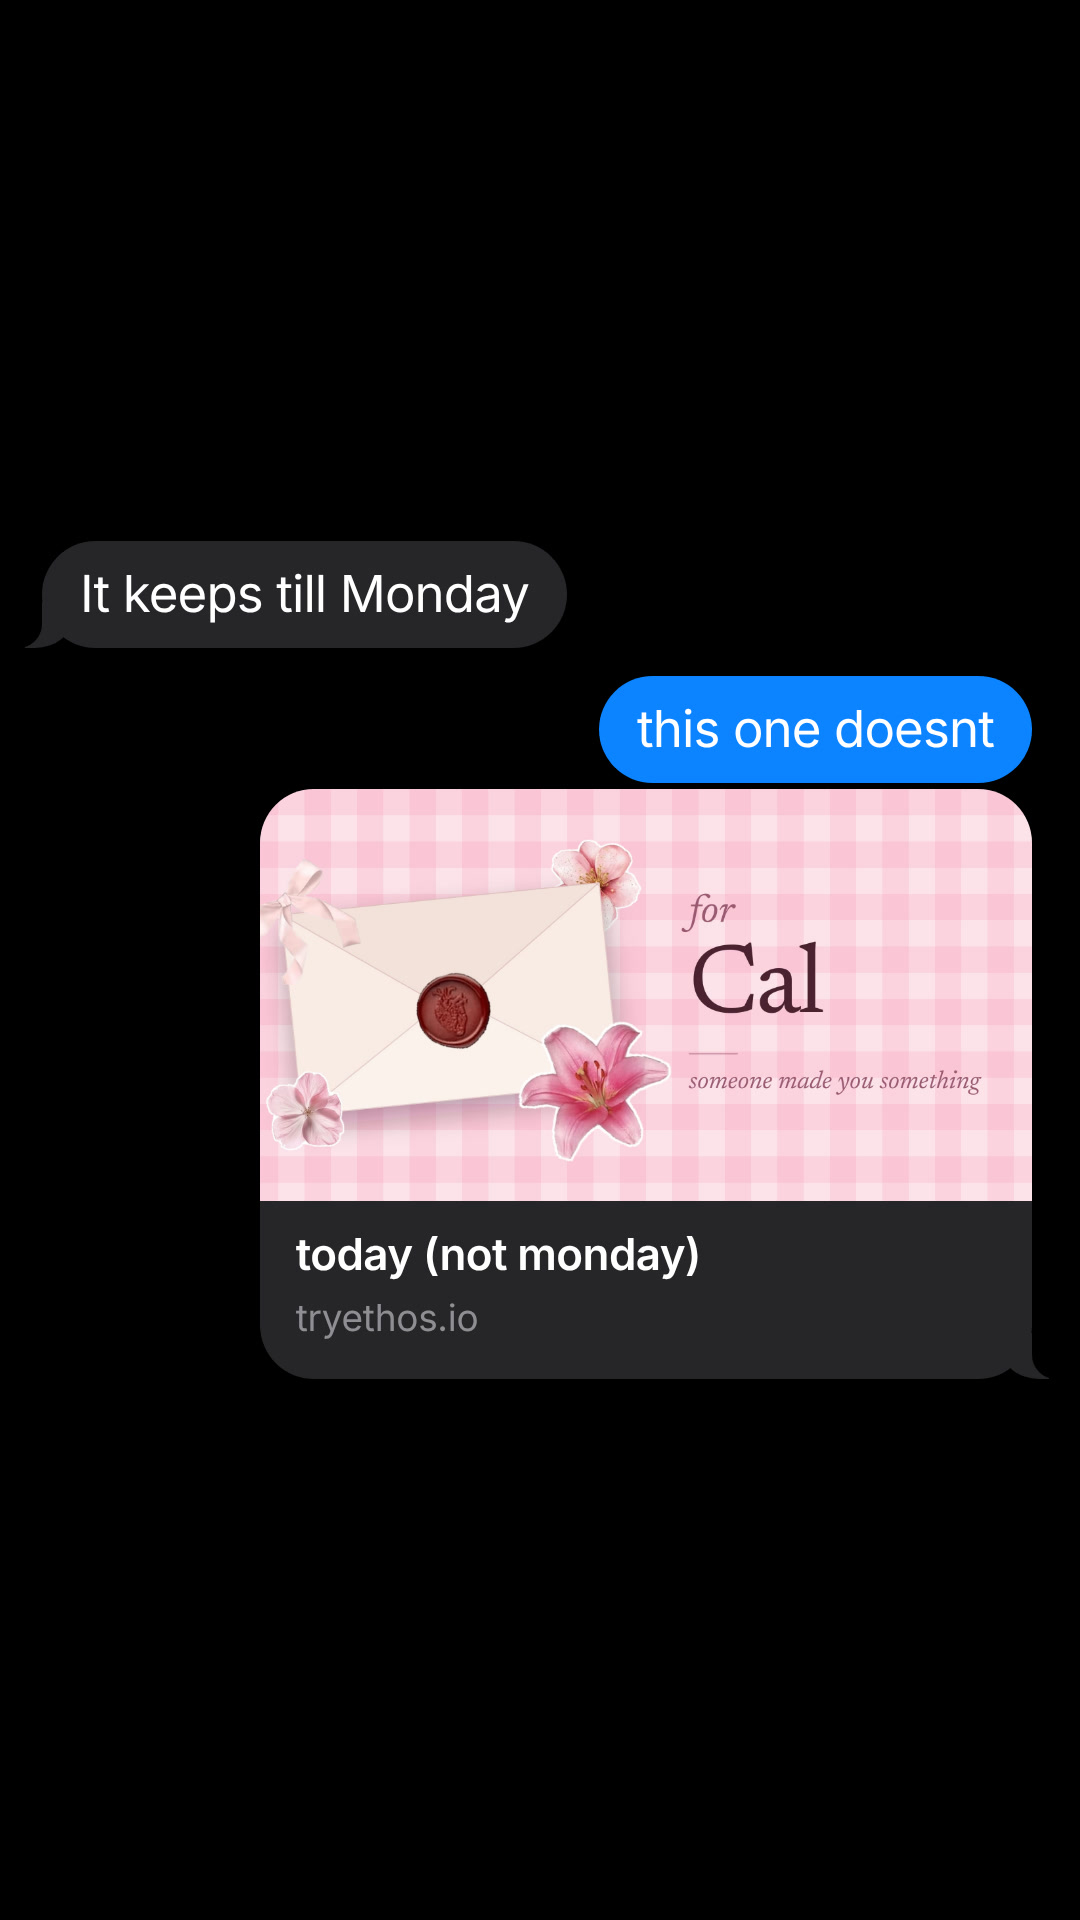 It keeps till Monday
this one doesnt
for
Cal
someone made you something
today (not monday)
tryethos.io